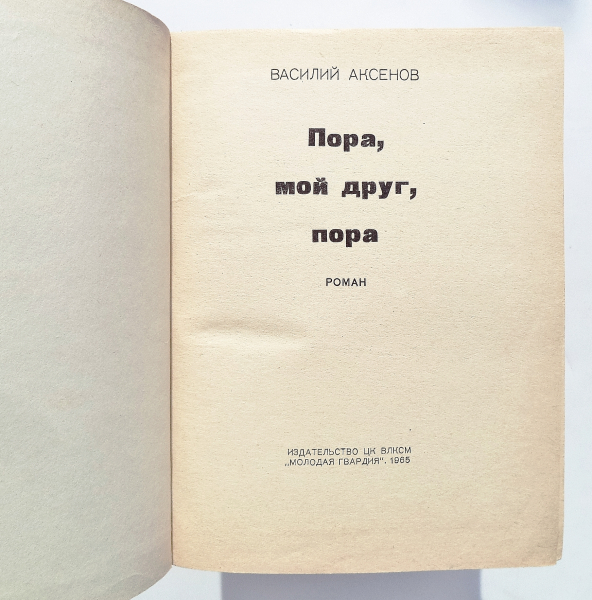 ВАСИЛИЙ АКСЕНОВ
Пора,
мой друг,
пора
РОМАН
ИЗДАТЕЛЬСТВО ЦК ВЛКСМ
„МОЛОДАЯ ГВАРДИЯ". 1965